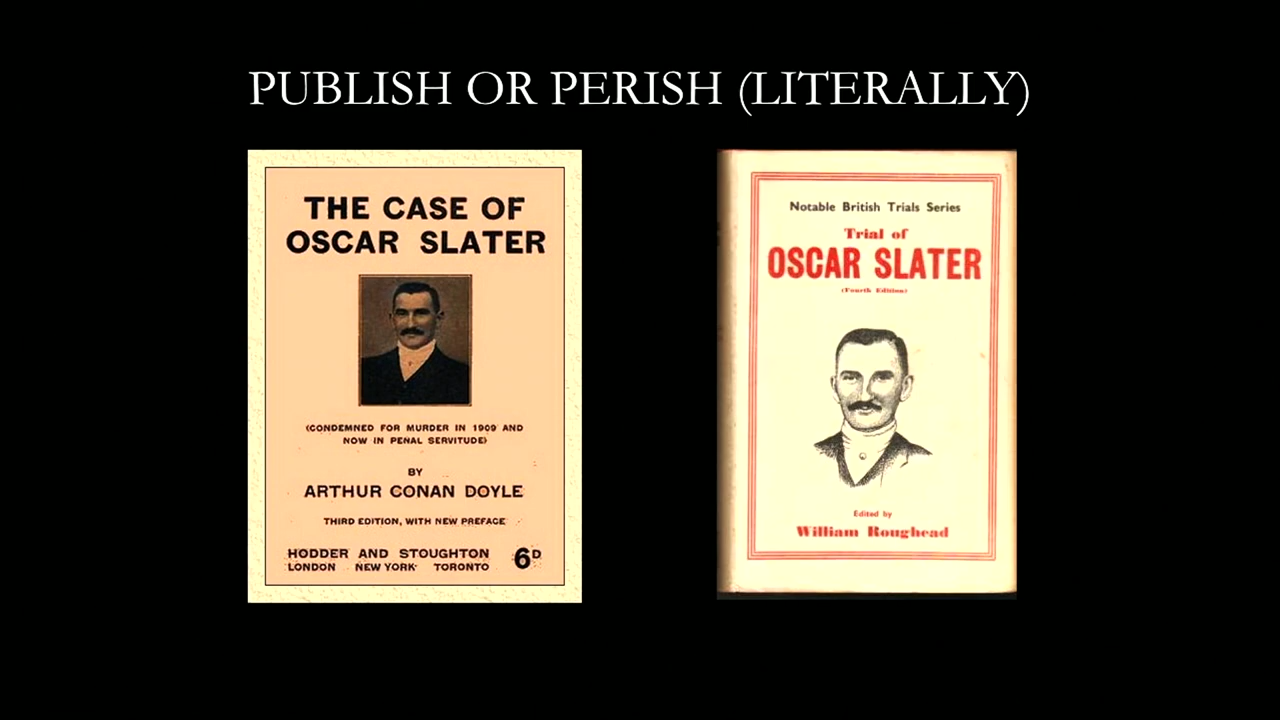 PUBLISH OR PERISH (LITERALLY)
THE CASE OF
OSCAR SLATER
(CONDEMNED FOR MURDER IN 1909 AND
NOW IN PENAL SERVITUDE)
BY
ARTHUR CONAN DOYLE
THIRD EDITION, WITH NEW PREFACE
HODDER AND STOUGHTON
LONDON NEW YORK TORONTO
6D
Notable British Trials Series
Trial of
OSCAR SLATER
(Fourth Edition)
Edited by
William Roughead